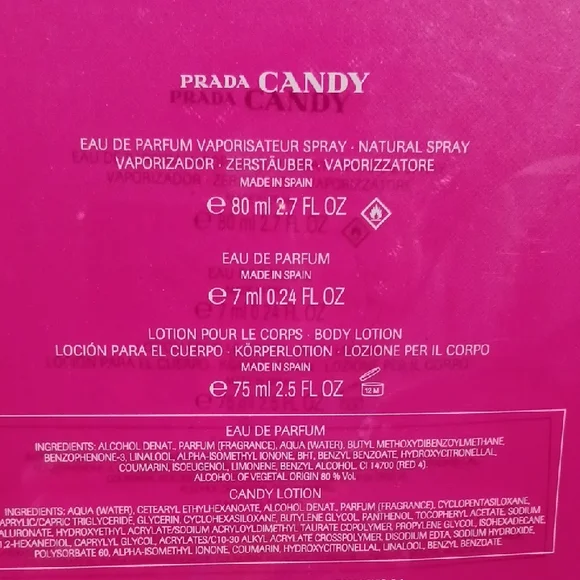 PRADA CANDY
EAU DE PARFUM VAPORISATEUR SPRAY · NATURAL SPRAY
VAPORIZADOR · ZERSTÄUBER · VAPORIZZATORE
MADE IN SPAIN
℮ 80 ml 2.7 FL OZ
EAU DE PARFUM
MADE IN SPAIN
℮ 7 ml 0.24 FL OZ
LOTION POUR LE CORPS · BODY LOTION
LOCIÓN PARA EL CUERPO · KÖRPERLOTION · LOZIONE PER IL CORPO
MADE IN SPAIN
℮ 75 ml 2.5 FL OZ 12 M
EAU DE PARFUM
INGREDIENTS: ALCOHOL DENAT., PARFUM (FRAGRANCE), AQUA (WATER), BUTYL METHOXYDIBENZOYLMETHANE,
BENZOPHENONE-3, LINALOOL, ALPHA-ISOMETHYL IONONE, BHT, BENZYL BENZOATE, HYDROXYCITRONELLAL,
COUMARIN, ISOEUGENOL, LIMONENE, BENZYL ALCOHOL, CI 14700 (RED 4).
ALCOHOL OF VEGETAL ORIGIN 80 % Vol.
CANDY LOTION
INGREDIENTS: AQUA (WATER), CETEARYL ETHYLHEXANOATE, ALCOHOL DENAT., PARFUM (FRAGRANCE), CYCLOPENTASILOXANE,
APRYLIC/CAPRIC TRIGLYCERIDE, GLYCERIN, CYCLOHEXASILOXANE, BUTYLENE GLYCOL, PANTHENOL, TOCOPHERYL ACETATE, SODIUM
ALURONATE, HYDROXYETHYL ACRYLATE/SODIUM ACRYLOYLDIMETHYL TAURATE COPOLYMER, PROPYLENE GLYCOL, ISOHEXADECANE,
1,2-HEXANEDIOL, CAPRYLYL GLYCOL, ACRYLATES/C10-30 ALKYL ACRYLATE CROSSPOLYMER, DISODIUM EDTA, SODIUM HYDROXIDE,
POLYSORBATE 60, ALPHA-ISOMETHYL IONONE, COUMARIN, HYDROXYCITRONELLAL, LINALOOL, BENZYL BENZOATE